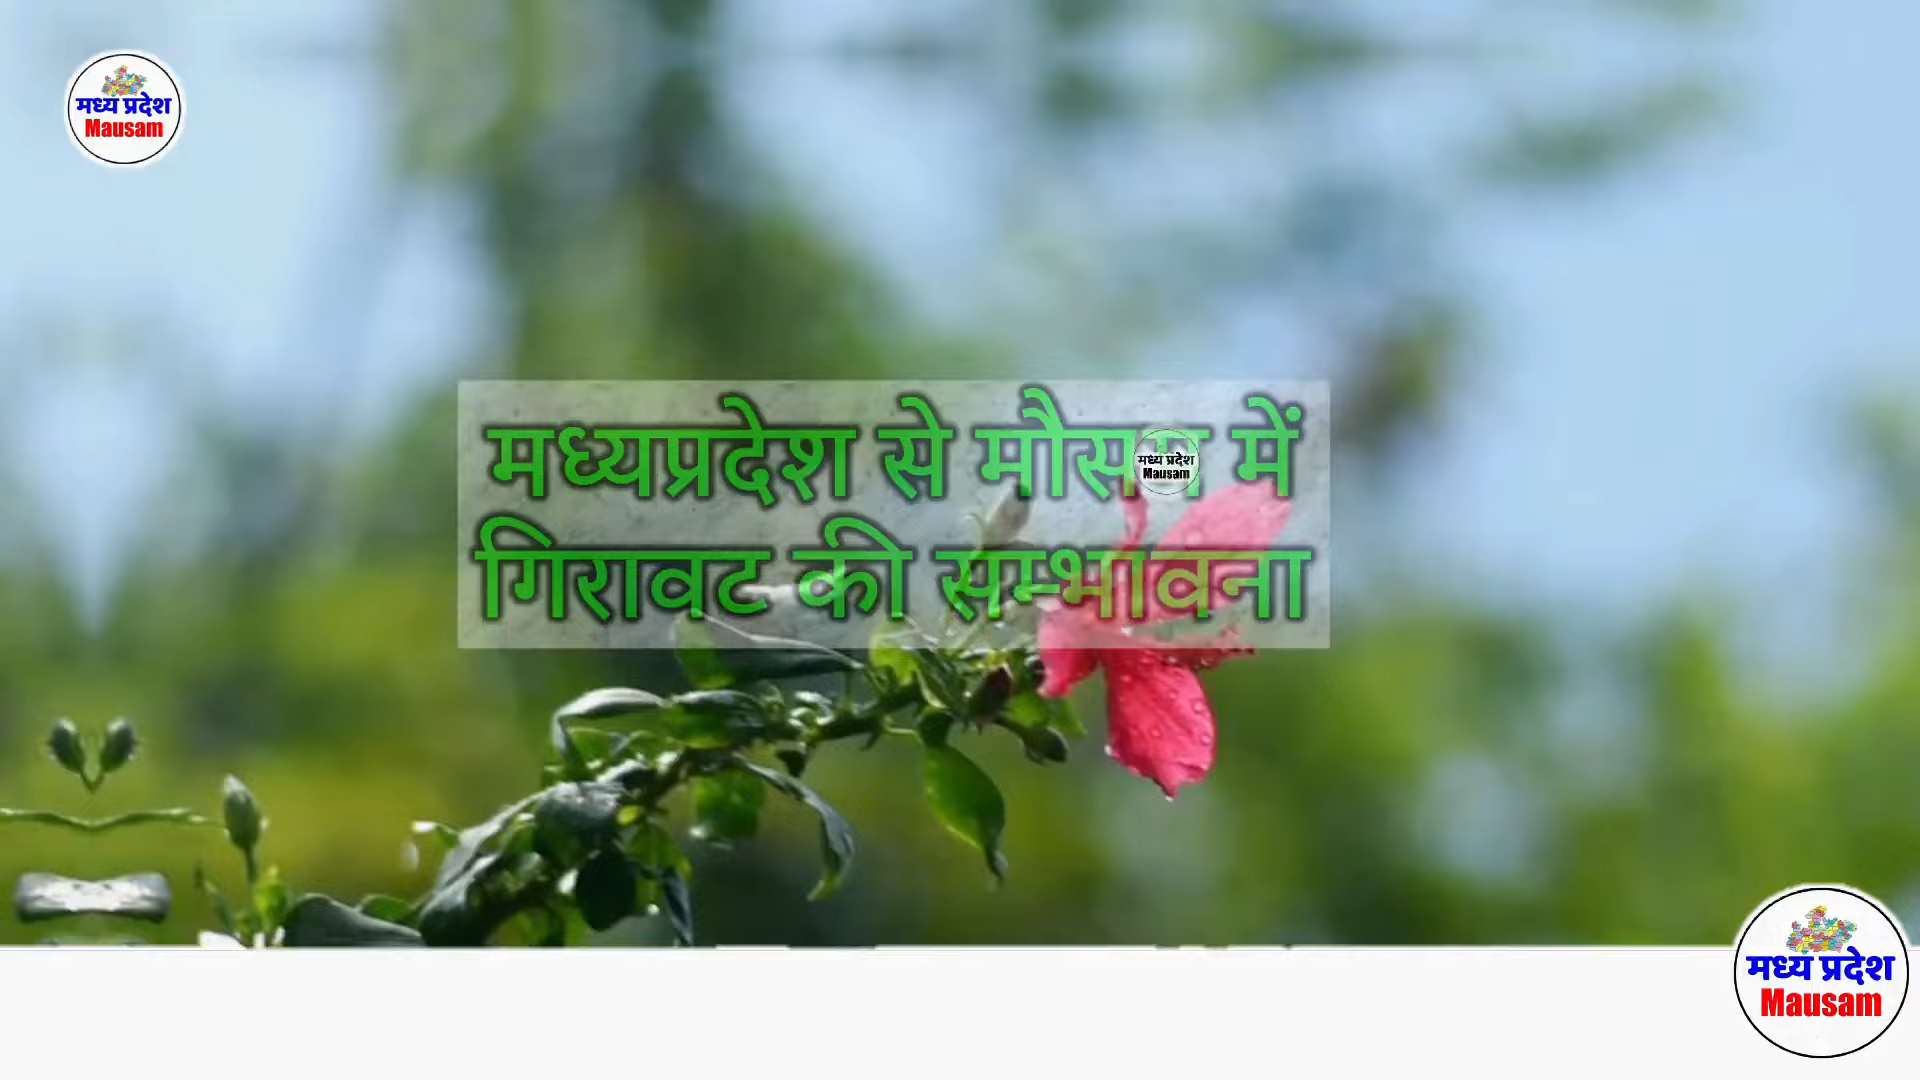 मध्य प्रदेश
Mausam
मध्यप्रदेश से मौसम में
मध्य प्रदेश
Mausam
गिरावट की सम्भावना
मध्य प्रदेश
Mausam